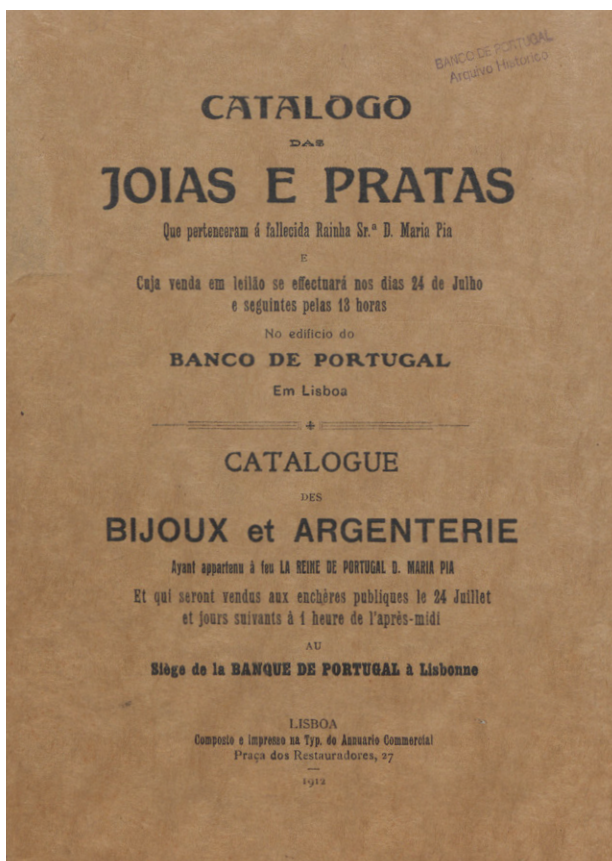 BANCO DE PORTUGAL
Arquivo Historico
CATALOGO
DAS
JOIAS E PRATAS
Que pertenceram á fallecida Rainha Sr.ª D. Maria Pia
E
Cuja venda em leilão se effectuará nos dias 24 de Julho
e seguintes pelas 13 horas
No edificio do
BANCO DE PORTUGAL
Em Lisboa
CATALOGUE
DES
BIJOUX et ARGENTERIE
Ayant appartenu à feu LA REINE DE PORTUGAL D. MARIA PIA
Et qui seront vendus aux enchères publiques le 24 Juillet
et jours suivants à 1 heure de l'après-midi
AU
Siège de la BANQUE DE PORTUGAL à Lisbonne
LISBOA
Composto e impresso na Typ. do Annuario Commercial
Praça dos Restauradores, 27
1912